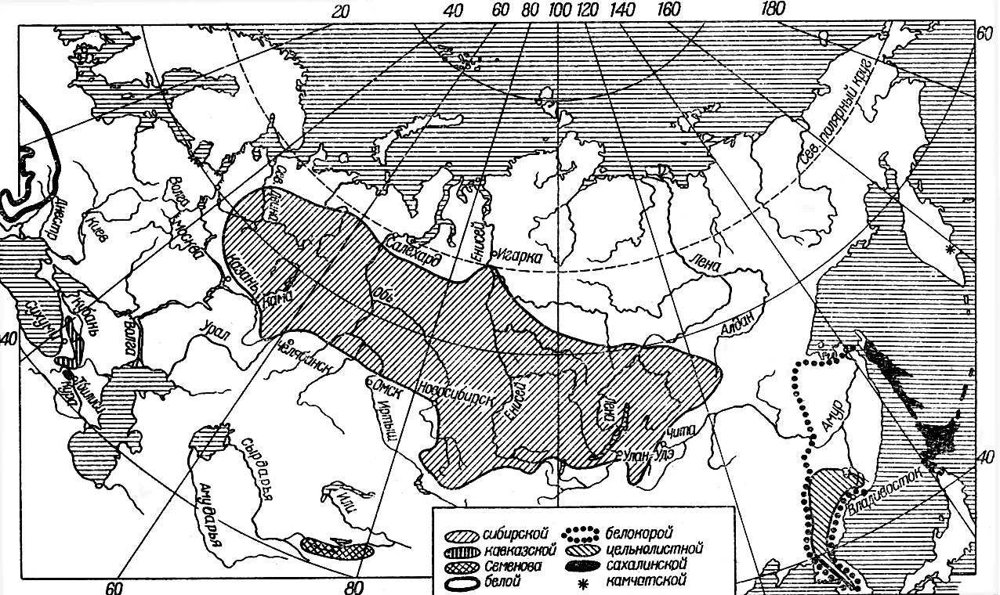 20 40 60 80 100 120 140 160 180
60
Сев. полярный круг
Сев. Двина
Волга
Днестр
Киев
Москва
Салехард
Енисей
Игарка
Лена
Казань
Кама
Обь
Кубань
Сухуми
Волга
Урал
Алдан
40
Челябинск
Тбилиси
Кура
Омск
Новосибирск
Иртыш
Енисей
Лена
Амур
Чита
Улан-Удэ
40
Сырдарья
Амударья
Или
Владивосток
сибирской
белокорой
кавказской
цельнолистной
Семенова
сахалинской
белой
камчатской
60 80